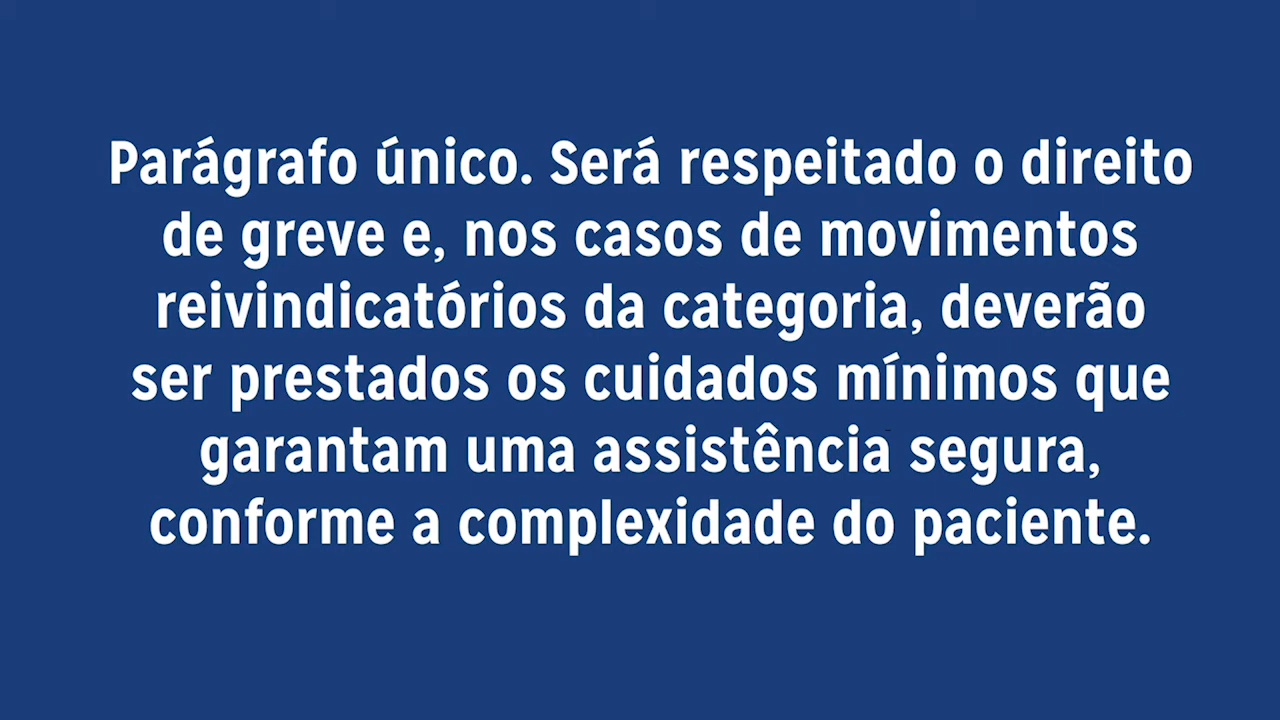 Parágrafo único. Será respeitado o direito
de greve e, nos casos de movimentos
reivindicatórios da categoria, deverão
ser prestados os cuidados mínimos que
garantam uma assistência segura,
conforme a complexidade do paciente.